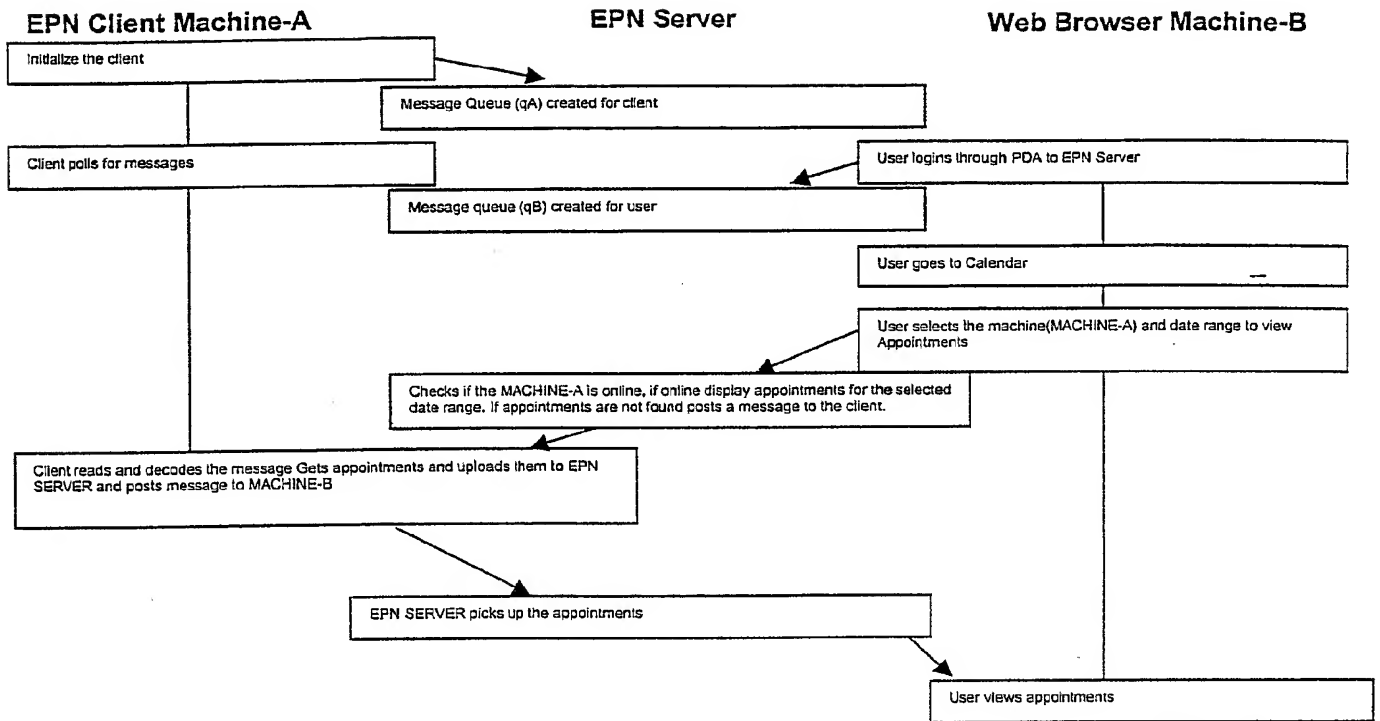 EPN Client Machine-A
EPN Server
Web Browser Machine-B
Initialize the client
Message Queue (qA) created for client
Client polls for messages
User logins through PDA to EPN Server
Message queue (qB) created for user
User goes to Calendar
User selects the machine(MACHINE-A) and date range to view
Appointments
Checks if the MACHINE-A is online, if online display appointments for the selected
date range. If appointments are not found posts a message to the client.
Client reads and decodes the message Gets appointments and uploads them to EPN
SERVER and posts message to MACHINE-B
EPN SERVER picks up the appointments
User views appointments